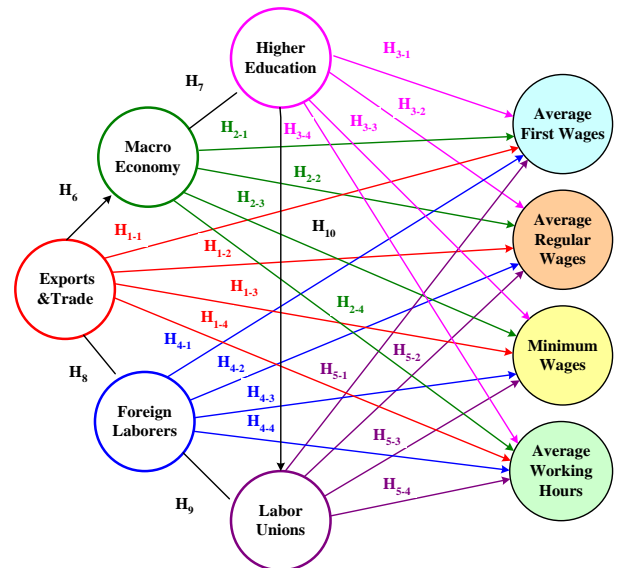 Higher
Education
H3-1
H7
H3-2
Average
First Wages
H2-1
H3-4
H3-3
Macro
Economy
H2-2
H6
H2-3
H10
Average
Regular
Wages
H1-1
H1-2
Exports
&Trade
H1-3
H2-4
H1-4
Minimum
Wages
H4-1
H5-2
H8
H4-2
H5-1
H4-3
Foreign
Laborers
H4-4
H5-3
Average
Working
Hours
H5-4
H9
Labor
Unions